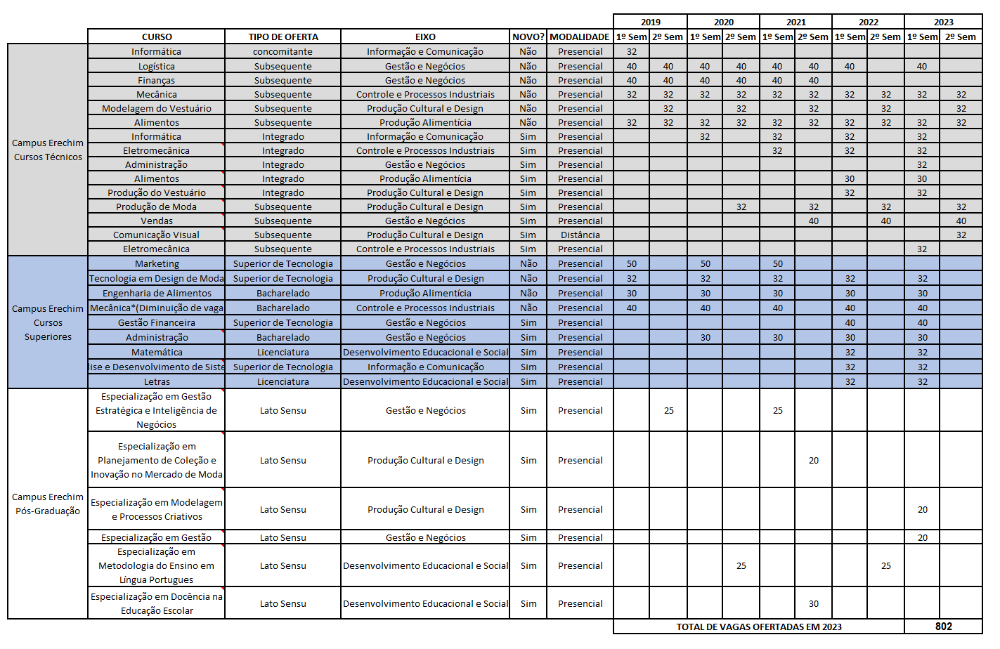 2019 2020 2021 2022 2023
CURSO TIPO DE OFERTA EIXO NOVO? MODALIDADE 1º Sem 2º Sem 1º Sem 2º Sem 1º Sem 2º Sem 1º Sem 2º Sem 1º Sem 2º Sem
Campus Erechim
Cursos Técnicos
Informática concomitante Informação e Comunicação Não Presencial 32
Logística Subsequente Gestão e Negócios Não Presencial 40 40 40 40 40 40 40 40
Finanças Subsequente Gestão e Negócios Não Presencial 40 40 40 40 40 40
Mecânica Subsequente Controle e Processos Industriais Não Presencial 32 32 32 32 32 32 32 32 32 32
Modelagem do Vestuário Subsequente Produção Cultural e Design Não Presencial 32 32 32 32 32
Alimentos Subsequente Produção Alimentícia Não Presencial 32 32 32 32 32 32 32 32 32 32
Informática Integrado Informação e Comunicação Sim Presencial 32 32 32 32
Eletromecânica Integrado Controle e Processos Industriais Sim Presencial 32 32 32
Administração Integrado Gestão e Negócios Sim Presencial 32
Alimentos Integrado Produção Alimentícia Sim Presencial 30 30
Produção do Vestuário Integrado Produção Cultural e Design Sim Presencial 32 32
Produção de Moda Subsequente Produção Cultural e Design Sim Presencial 32 32 32 32
Vendas Subsequente Gestão e Negócios Sim Presencial 40 40 40
Comunicação Visual Subsequente Produção Cultural e Design Sim Distância 32
Eletromecânica Subsequente Controle e Processos Industriais Sim Presencial 32
Campus Erechim
Cursos
Superiores
Marketing Superior de Tecnologia Gestão e Negócios Não Presencial 50 50 50
Tecnologia em Design de Moda Superior de Tecnologia Produção Cultural e Design Não Presencial 32 32 32 32 32
Engenharia de Alimentos Bacharelado Produção Alimentícia Não Presencial 30 30 30 30 30
Mecânica*(Diminuição de vaga Bacharelado Controle e Processos Industriais Não Presencial 40 40 40 40 40
Gestão Financeira Superior de Tecnologia Gestão e Negócios Sim Presencial 40 40
Administração Bacharelado Gestão e Negócios Sim Presencial 30 30 30 30
Matemática Licenciatura Desenvolvimento Educacional e Social Sim Presencial 32 32
lise e Desenvolvimento de Siste Superior de Tecnologia Informação e Comunicação Sim Presencial 32 32
Letras Licenciatura Desenvolvimento Educacional e Social Sim Presencial 32 32
Campus Erechim
Pós-Graduação
Especialização em Gestão
Estratégica e Inteligência de
Negócios
Lato Sensu Gestão e Negócios Sim Presencial 25 25
Especialização em
Planejamento de Coleção e
Inovação no Mercado de Moda
Lato Sensu Produção Cultural e Design Sim Presencial 20
Especialização em Modelagem
e Processos Criativos
Lato Sensu Produção Cultural e Design Sim Presencial 20
Especialização em Gestão Lato Sensu Gestão e Negócios Sim Presencial 20
Especialização em
Metodologia do Ensino em
Língua Portugues
Lato Sensu Desenvolvimento Educacional e Social Sim Presencial 25 25
Especialização em Docência na
Educação Escolar
Lato Sensu Desenvolvimento Educacional e Social Sim Presencial 30
TOTAL DE VAGAS OFERTADAS EM 2023 802